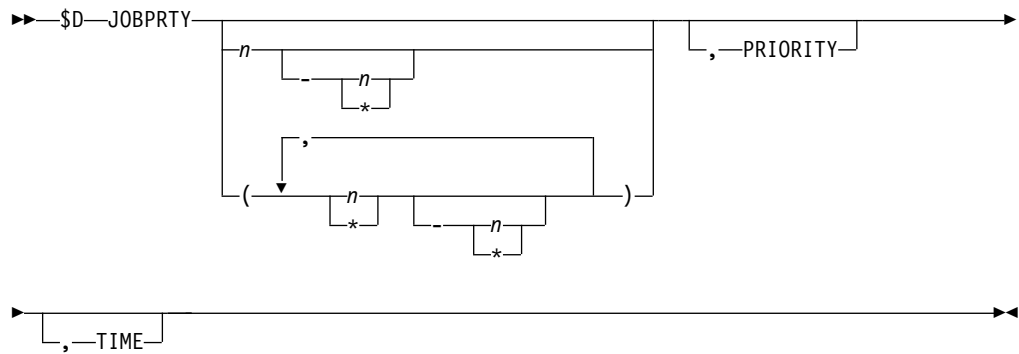 $D JOBPRTY
n
- n
*
, PRIORITY
,
( n
*
- n
*
)
, TIME